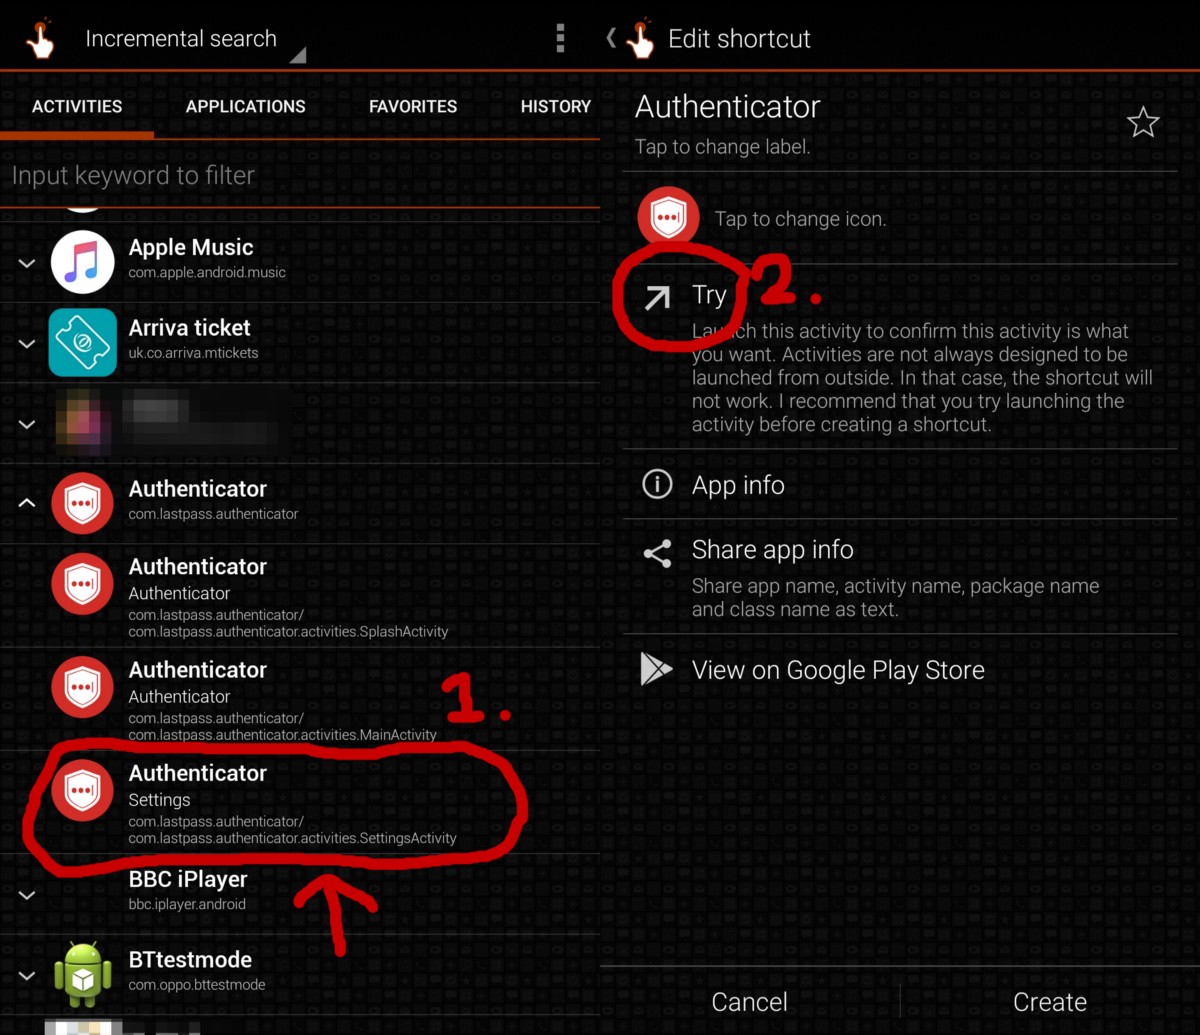 Incremental search
ACTIVITIES
APPLICATIONS
FAVORITES
HISTORY
Input keyword to filter
Apple Music
com.apple.android.music
Arriva ticket
uk.co.arriva.mtickets
Authenticator
com.lastpass.authenticator
Authenticator
Authenticator
com.lastpass.authenticator/
com.lastpass.authenticator.activities.SplashActivity
Authenticator
Authenticator
com.lastpass.authenticator/
com.lastpass.authenticator.activities.MainActivity
1.
Authenticator
Settings
com.lastpass.authenticator/
com.lastpass.authenticator.activities.SettingsActivity
BBC iPlayer
bbc.iplayer.android
BTtestmode
com.oppo.bttestmode
Edit shortcut
Authenticator
Tap to change label.
Tap to change icon.
Try
2.
Launch this activity to confirm this activity is what
you want. Activities are not always designed to be
launched from outside. In that case, the shortcut will
not work. I recommend that you try launching the
activity before creating a shortcut.
App info
Share app info
Share app name, activity name, package name
and class name as text.
View on Google Play Store
Cancel
Create